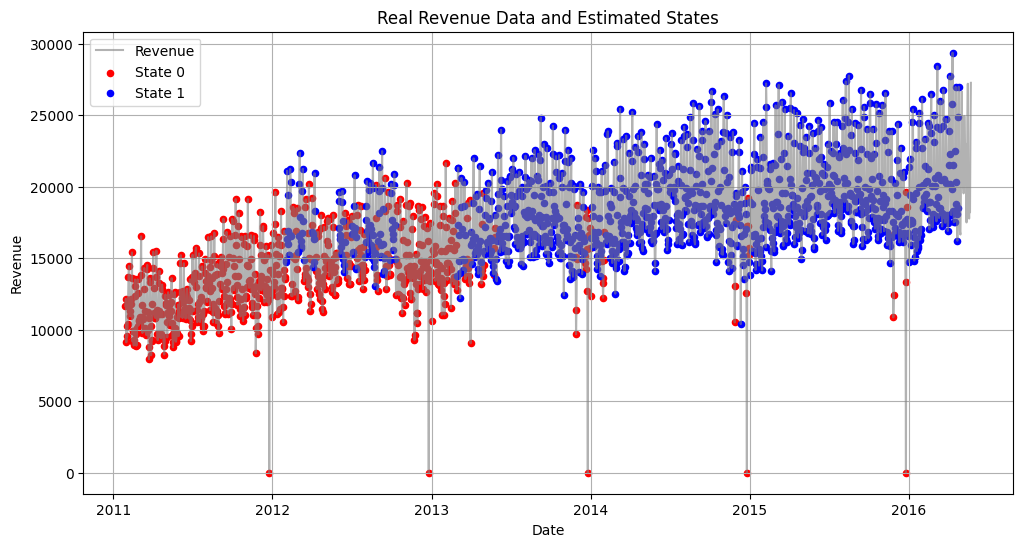 Real Revenue Data and Estimated States
Revenue
State 0
State 1
30000
25000
20000
15000
10000
5000
0
Revenue
2011
2012
2013
2014
2015
2016
Date